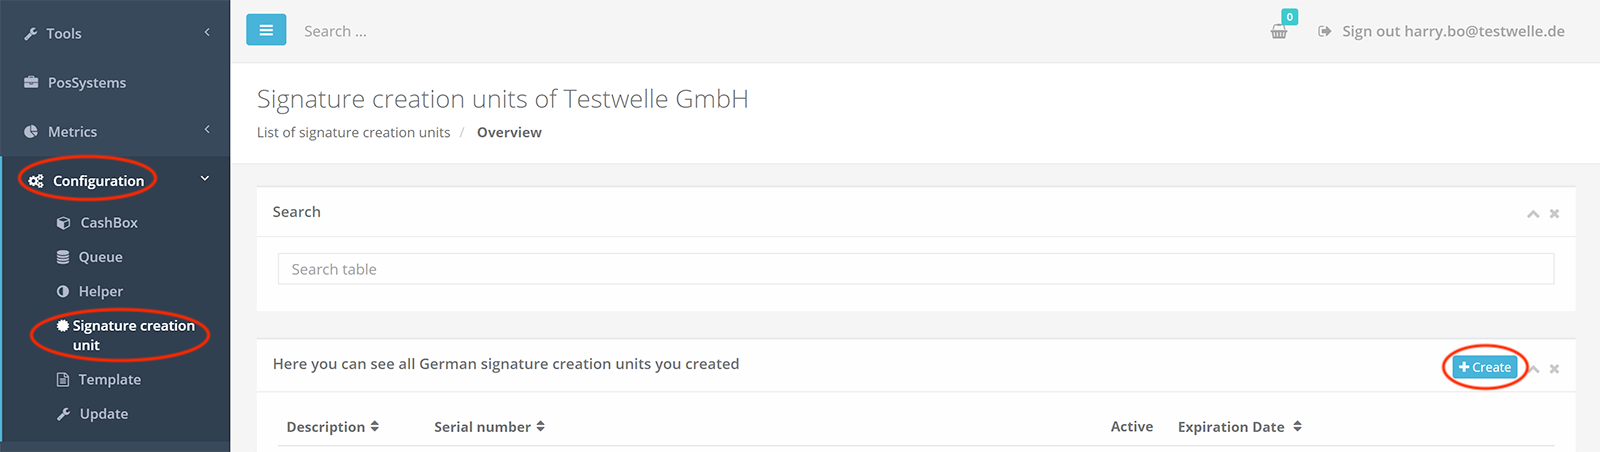 Tools
PosSystems
Metrics
Configuration
CashBox
Queue
Helper
Signature creation
unit
Template
Update
Search ...
0
Sign out harry.bo@testwelle.de
Signature creation units of Testwelle GmbH
List of signature creation units / Overview
Search
Search table
Here you can see all German signature creation units you created
+ Create
Description Serial number Active Expiration Date